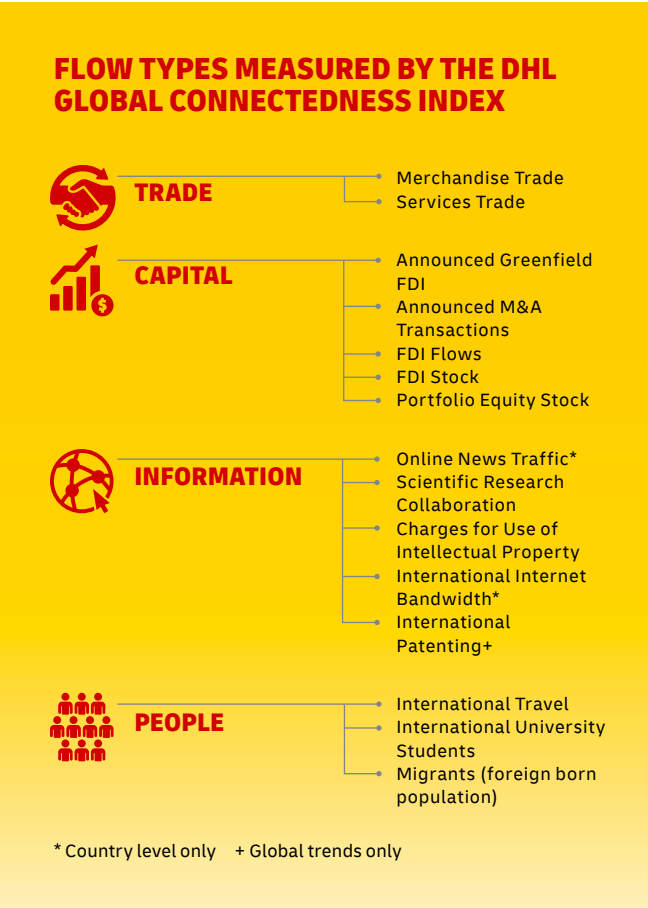 FLOW TYPES MEASURED BY THE DHL
GLOBAL CONNECTEDNESS INDEX
TRADE
Merchandise Trade
Services Trade
CAPITAL
Announced Greenfield
FDI
Announced M&A
Transactions
FDI Flows
FDI Stock
Portfolio Equity Stock
$
INFORMATION
Online News Traffic*
Scientific Research
Collaboration
Charges for Use of
Intellectual Property
International Internet
Bandwidth*
International
Patenting+
PEOPLE
International Travel
International University
Students
Migrants (foreign born
population)
* Country level only + Global trends only